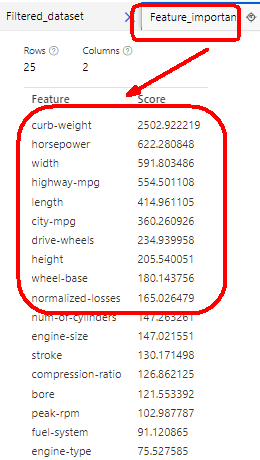 Filtered_dataset
Feature_importan
Rows Columns
25 2
Feature Score
curb-weight 2502.922219
horsepower 622.280848
width 591.803486
highway-mpg 554.501108
length 414.961105
city-mpg 360.260926
drive-wheels 234.939958
height 205.540051
wheel-base 180.143756
normalized-losses 165.026479
num-of-cylinders 147.263261
engine-size 147.021551
stroke 130.171498
compression-ratio 126.862125
bore 121.553392
peak-rpm 102.987787
fuel-system 91.120865
engine-type 75.527585